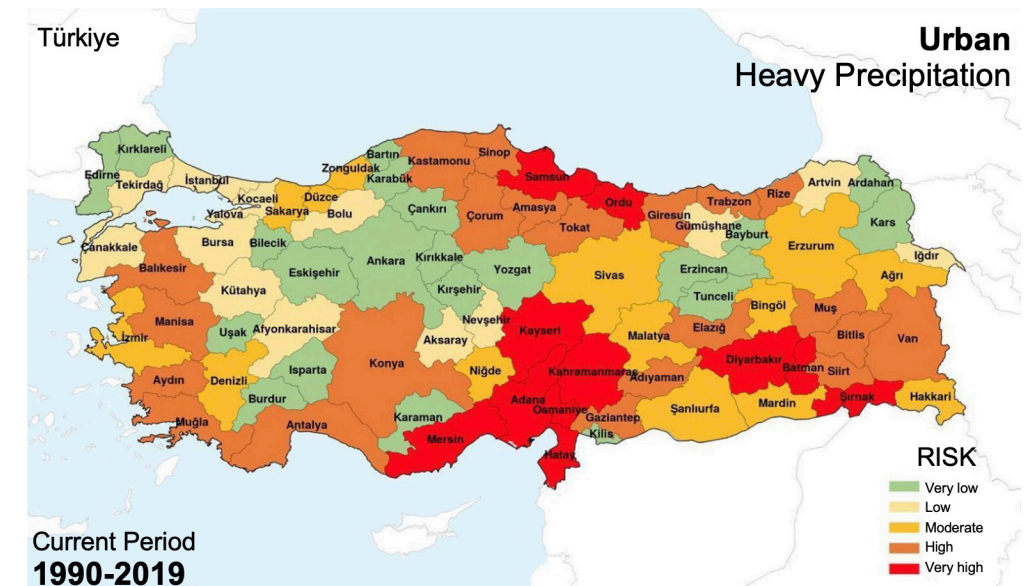 Türkiye
Urban
Heavy Precipitation
Kırklareli
Edirne
Tekirdağ
İstanbul
Kocaeli
Yalova
Sakarya
Düzce
Zonguldak
Bartın
Karabük
Kastamonu
Sinop
Samsun
Ordu
Giresun
Trabzon
Rize
Artvin
Ardahan
Kars
Iğdır
Çanakkale
Bursa
Bilecik
Bolu
Çankırı
Çorum
Amasya
Tokat
Gümüşhane
Bayburt
Erzurum
Ağrı
Balıkesir
Kütahya
Eskişehir
Ankara
Kırıkkale
Kırşehir
Yozgat
Sivas
Erzincan
Tunceli
Bingöl
Muş
Bitlis
Van
Manisa
İzmir
Uşak
Afyonkarahisar
Konya
Aksaray
Nevşehir
Kayseri
Malatya
Elazığ
Diyarbakır
Batman
Siirt
Şırnak
Hakkari
Aydın
Denizli
Isparta
Burdur
Niğde
Kahramanmaraş
Adıyaman
Şanlıurfa
Mardin
Muğla
Antalya
Karaman
Mersin
Adana
Osmaniye
Gaziantep
Kilis
Hatay
RISK
Very low
Low
Moderate
High
Very high
Current Period
1990-2019